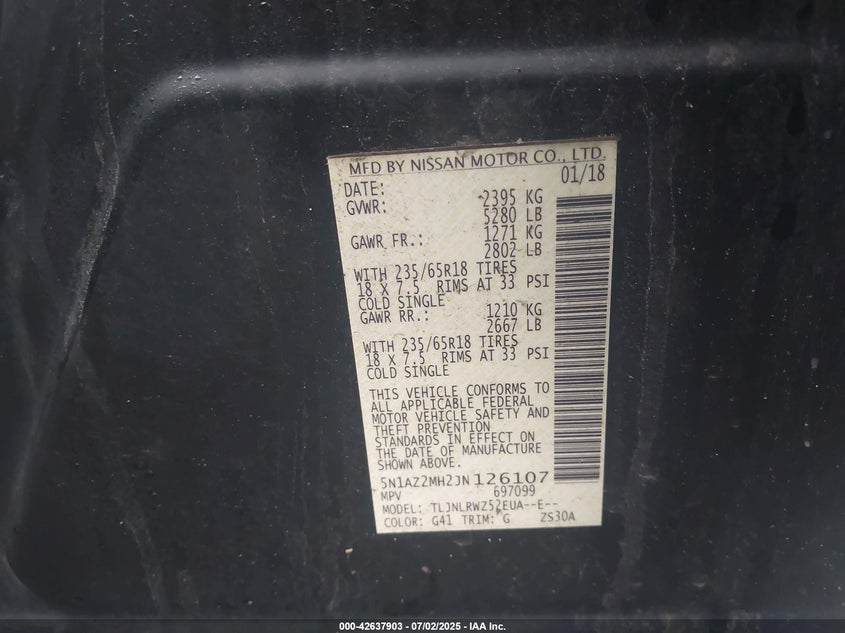 MFD BY NISSAN MOTOR CO., LTD.
DATE: 01/18
GVWR: 2395 KG
5280 LB
GAWR FR.: 1271 KG
2802 LB
WITH 235/65R18 TIRES
18 X 7.5 RIMS AT 33 PSI
COLD SINGLE
GAWR RR.: 1210 KG
2667 LB
WITH 235/65R18 TIRES
18 X 7.5 RIMS AT 33 PSI
COLD SINGLE
THIS VEHICLE CONFORMS TO
ALL APPLICABLE FEDERAL
MOTOR VEHICLE SAFETY AND
THEFT PREVENTION
STANDARDS IN EFFECT ON
THE DATE OF MANUFACTURE
SHOWN ABOVE.
5N1AZ2MH2JN126107
MPV 697099
MODEL: TLJNLRWZ52EUA--E--
COLOR: G41 TRIM: G ZS30A
000-42637903 - 07/02/2025 - IAA Inc.